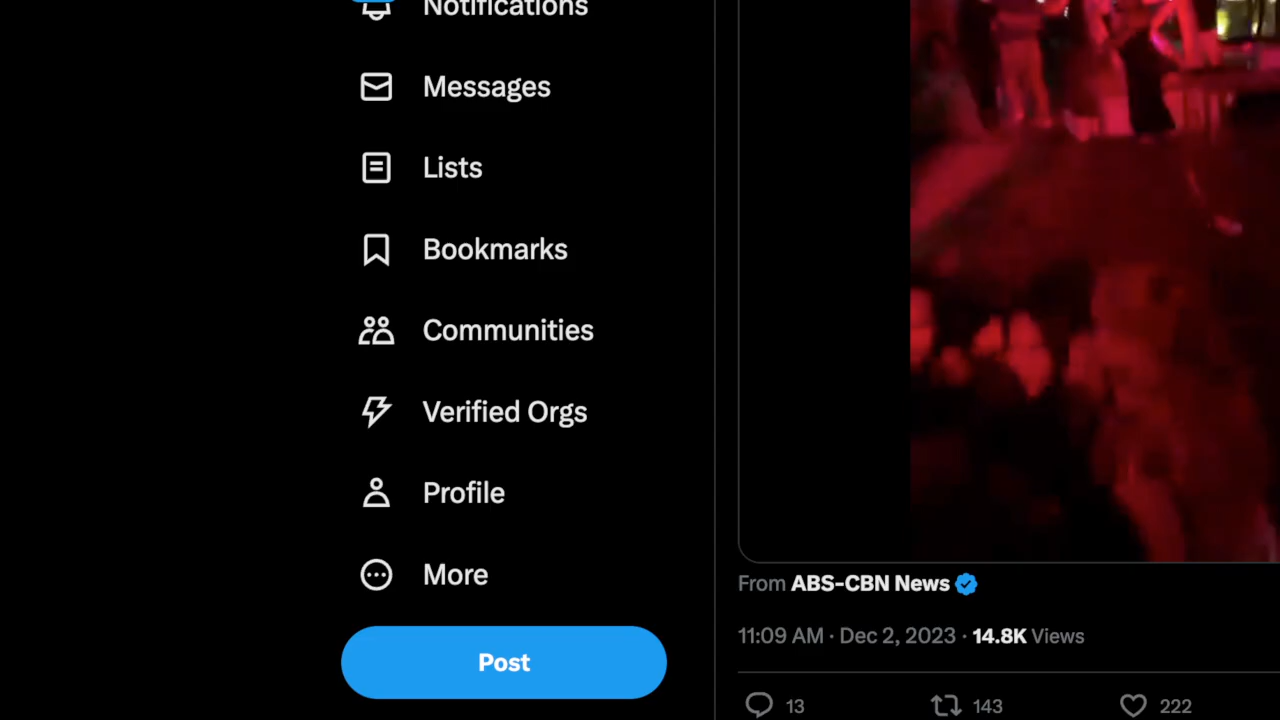 Notifications
Messages
Lists
Bookmarks
Communities
Verified Orgs
Profile
More
Post
From ABS-CBN News
11:09 AM · Dec 2, 2023 · 14.8K Views
13 143 222